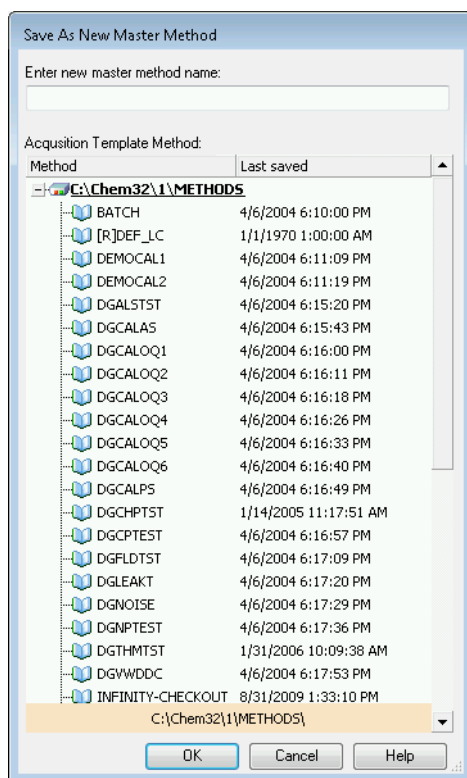 Save As New Master Method
Enter new master method name:
Acqusition Template Method:
Method Last saved
C:\Chem32\1\METHODS
BATCH 4/6/2004 6:10:00 PM
[R]DEF_LC 1/1/1970 1:00:00 AM
DEMOCAL1 4/6/2004 6:11:09 PM
DEMOCAL2 4/6/2004 6:11:19 PM
DGALSTST 4/6/2004 6:15:20 PM
DGCALAS 4/6/2004 6:15:43 PM
DGCALOQ1 4/6/2004 6:16:00 PM
DGCALOQ2 4/6/2004 6:16:11 PM
DGCALOQ3 4/6/2004 6:16:18 PM
DGCALOQ4 4/6/2004 6:16:26 PM
DGCALOQ5 4/6/2004 6:16:33 PM
DGCALOQ6 4/6/2004 6:16:40 PM
DGCALPS 4/6/2004 6:16:49 PM
DGCHPTST 1/14/2005 11:17:51 AM
DGCPTEST 4/6/2004 6:16:57 PM
DGFLDTST 4/6/2004 6:17:09 PM
DGLEAKT 4/6/2004 6:17:20 PM
DGNOISE 4/6/2004 6:17:29 PM
DGNPTEST 4/6/2004 6:17:36 PM
DGTHMTST 1/31/2006 10:09:38 AM
DGVWDDC 4/6/2004 6:17:53 PM
INFINITY-CHECKOUT 8/31/2009 1:33:10 PM
C:\Chem32\1\METHODS\
OK Cancel Help